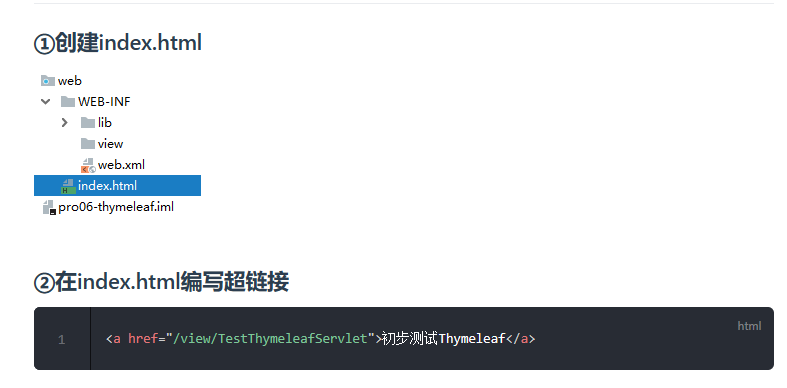 ①创建index.html
web
WEB-INF
lib
view
web.xml
index.html
pro06-thymeleaf.iml
②在index.html编写超链接
html
1 <a href="/view/TestThymeleafServlet">初步测试Thymeleaf</a>